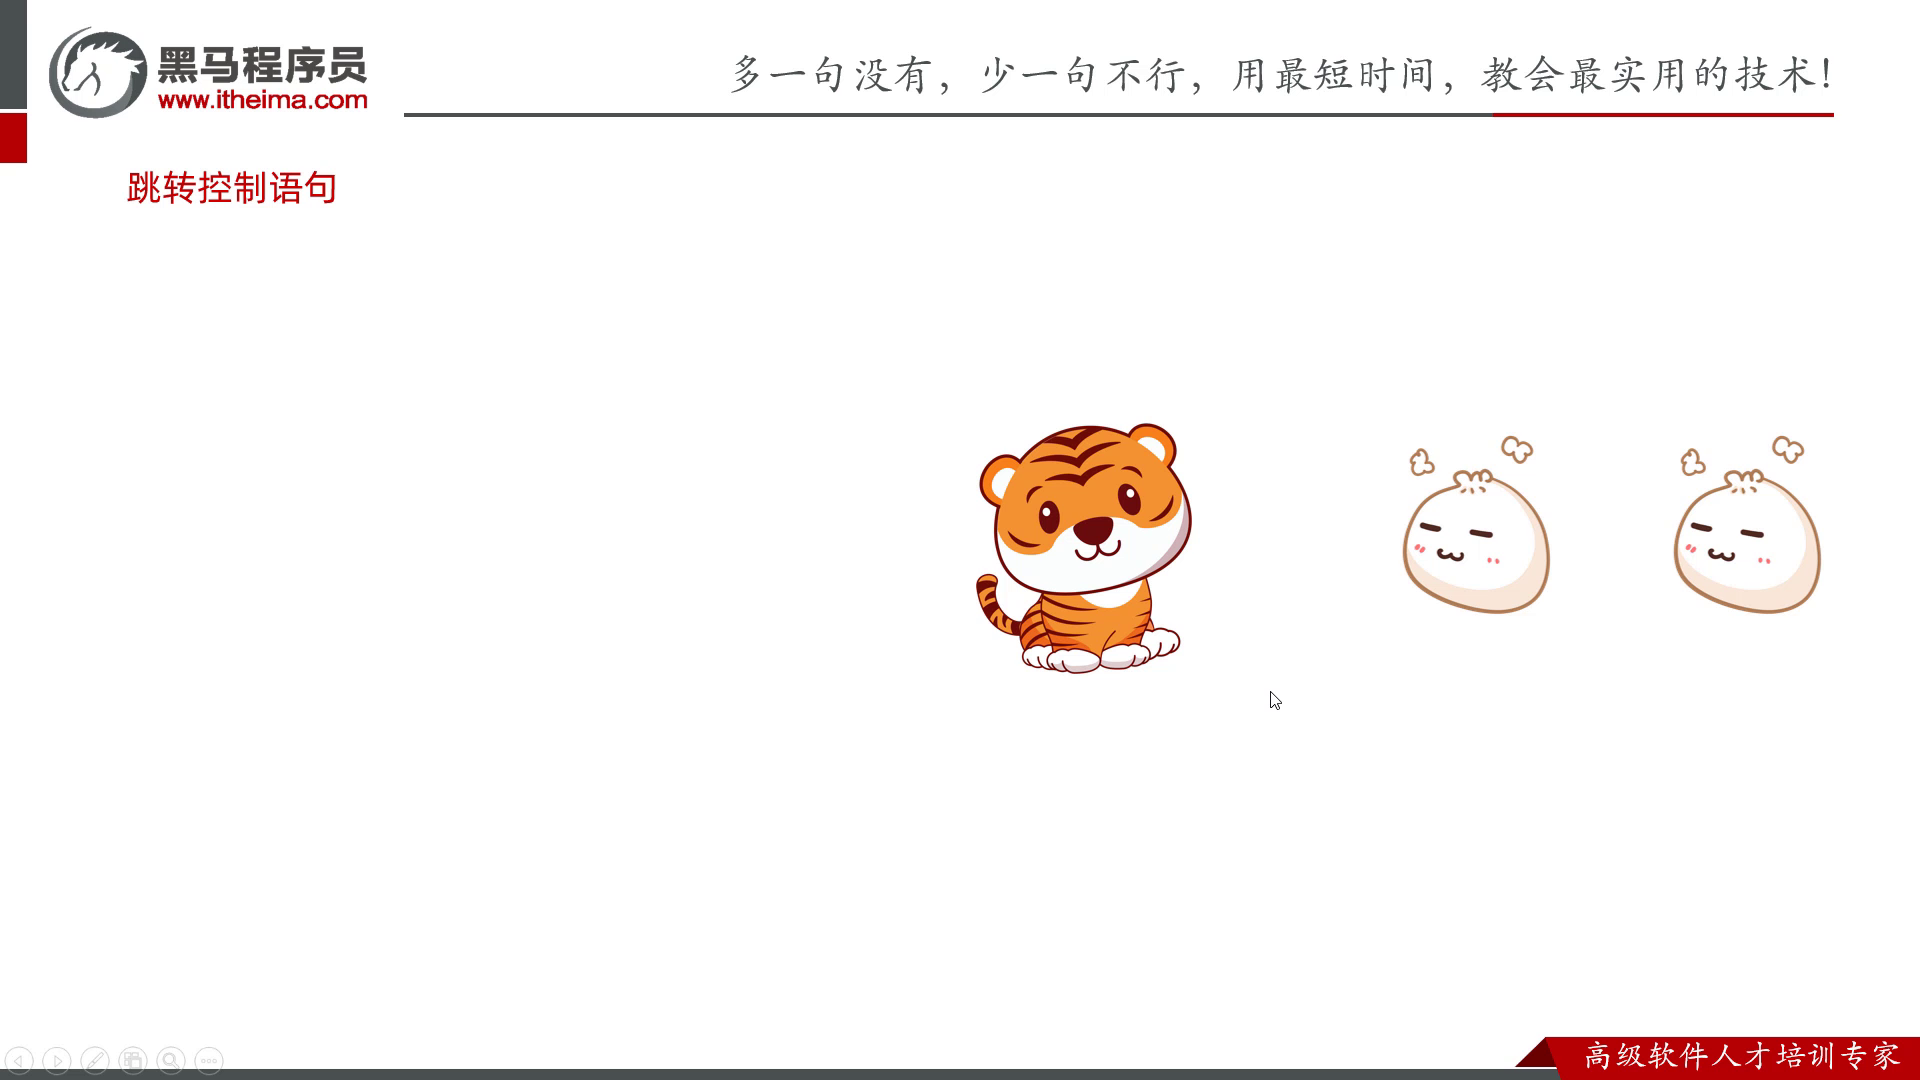 黑马程序员
www.itheima.com
多一句没有，少一句不行，用最短时间，教会最实用的技术！
跳转控制语句
高级软件人才培训专家